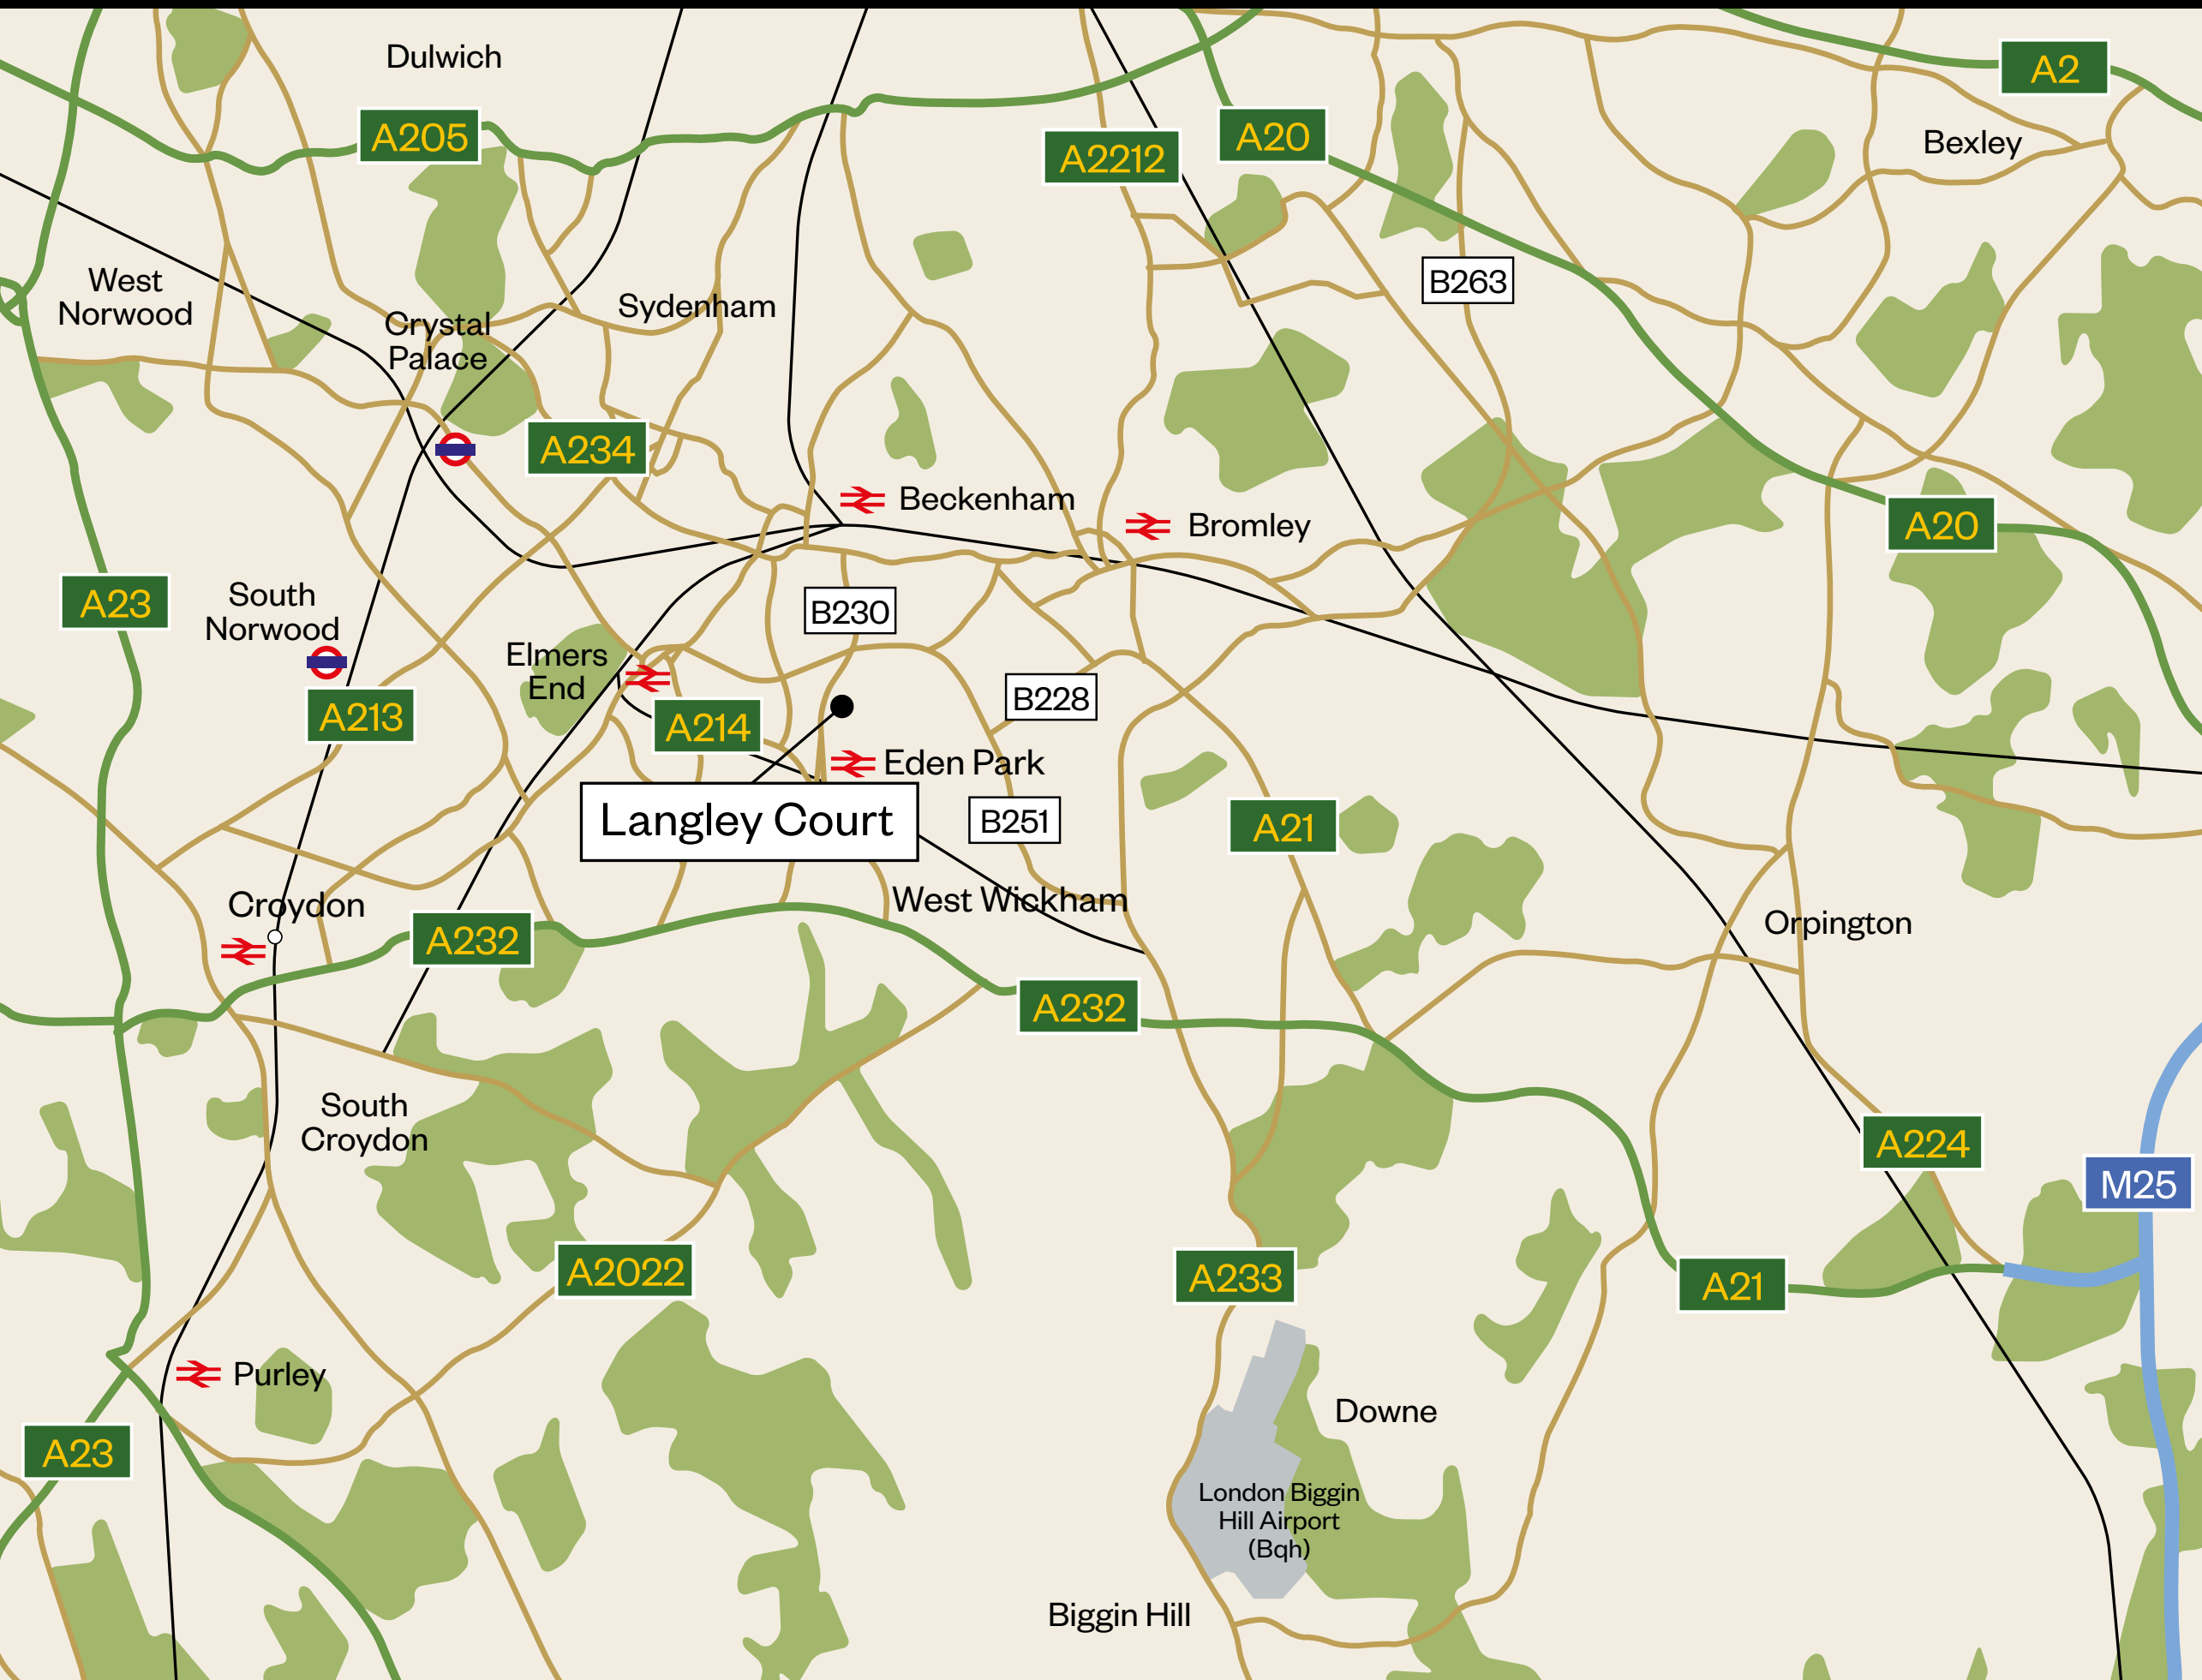 Dulwich
A2
A205
A20
Bexley
A2212
West
Norwood
B263
Sydenham
Crystal
Palace
A234
Beckenham
Bromley
A20
A23
South
Norwood
B230
Elmers
End
B228
A213
A214
Eden Park
Langley Court
B251
A21
West Wickham
Croydon
Orpington
A232
A232
South
Croydon
A224
M25
A2022
A233
A21
Purley
Downe
A23
London Biggin
Hill Airport
(Bqh)
Biggin Hill